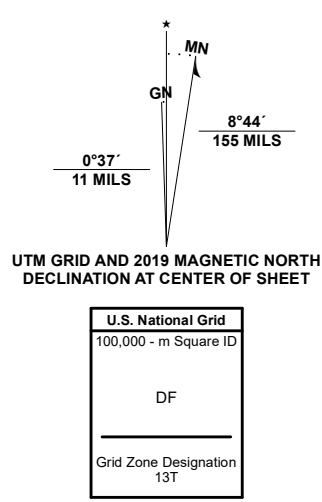 ★
MN
GN
8°44´
155 MILS
0°37´
11 MILS
UTM GRID AND 2019 MAGNETIC NORTH
DECLINATION AT CENTER OF SHEET
U.S. National Grid
100,000 - m Square ID
DF
Grid Zone Designation
13T